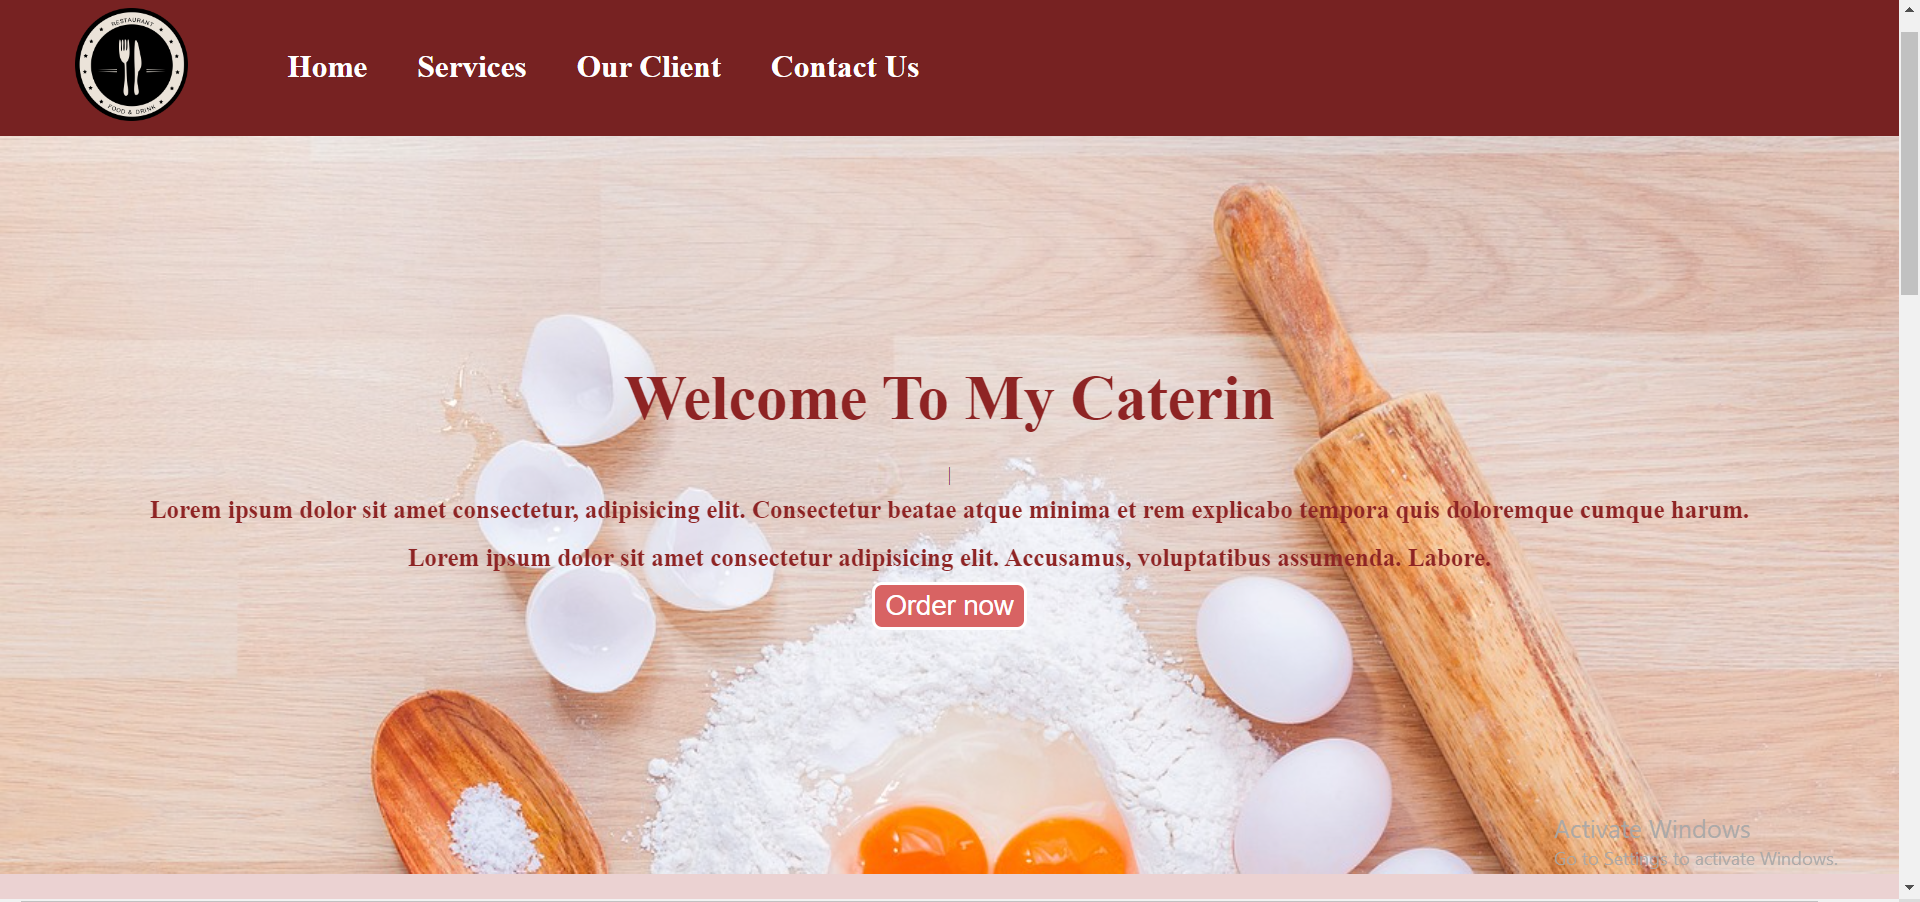 RESTAURANT
FOOD & DRINK
Home Services Our Client Contact Us
Welcome To My Caterin
|
Lorem ipsum dolor sit amet consectetur, adipisicing elit. Consectetur beatae atque minima et rem explicabo tempora quis doloremque cumque harum.
Lorem ipsum dolor sit amet consectetur adipisicing elit. Accusamus, voluptatibus assumenda. Labore.
Order now
Activate Windows
Go to Settings to activate Windows.